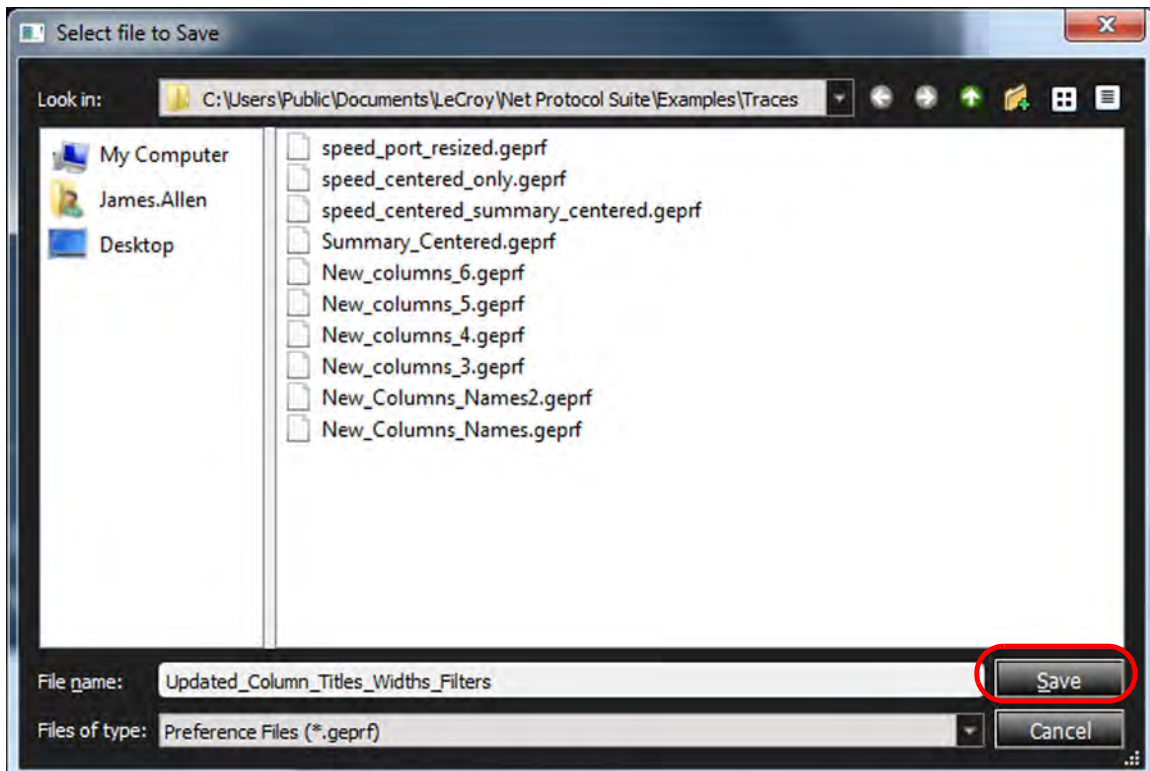 Select file to Save
Look in:
C:\Users\Public\Documents\LeCroy\Net Protocol Suite\Examples\Traces
My Computer
James.Allen
Desktop
speed_port_resized.geprf
speed_centered_only.geprf
speed_centered_summary_centered.geprf
Summary_Centered.geprf
New_columns_6.geprf
New_columns_5.geprf
New_columns_4.geprf
New_columns_3.geprf
New_Columns_Names2.geprf
New_Columns_Names.geprf
File name:
Updated_Column_Titles_Widths_Filters
Save
Files of type:
Preference Files (*.geprf)
Cancel